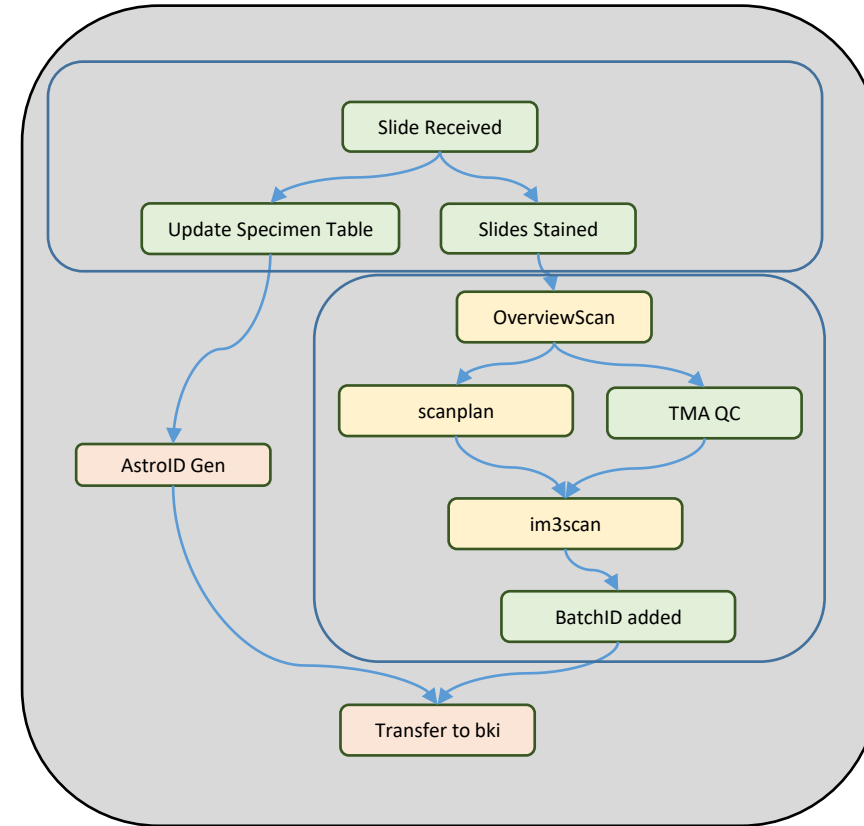 Slide Received
Update Specimen Table
Slides Stained
OverviewScan
scanplan
TMA QC
AstroID Gen
im3scan
BatchID added
Transfer to bki